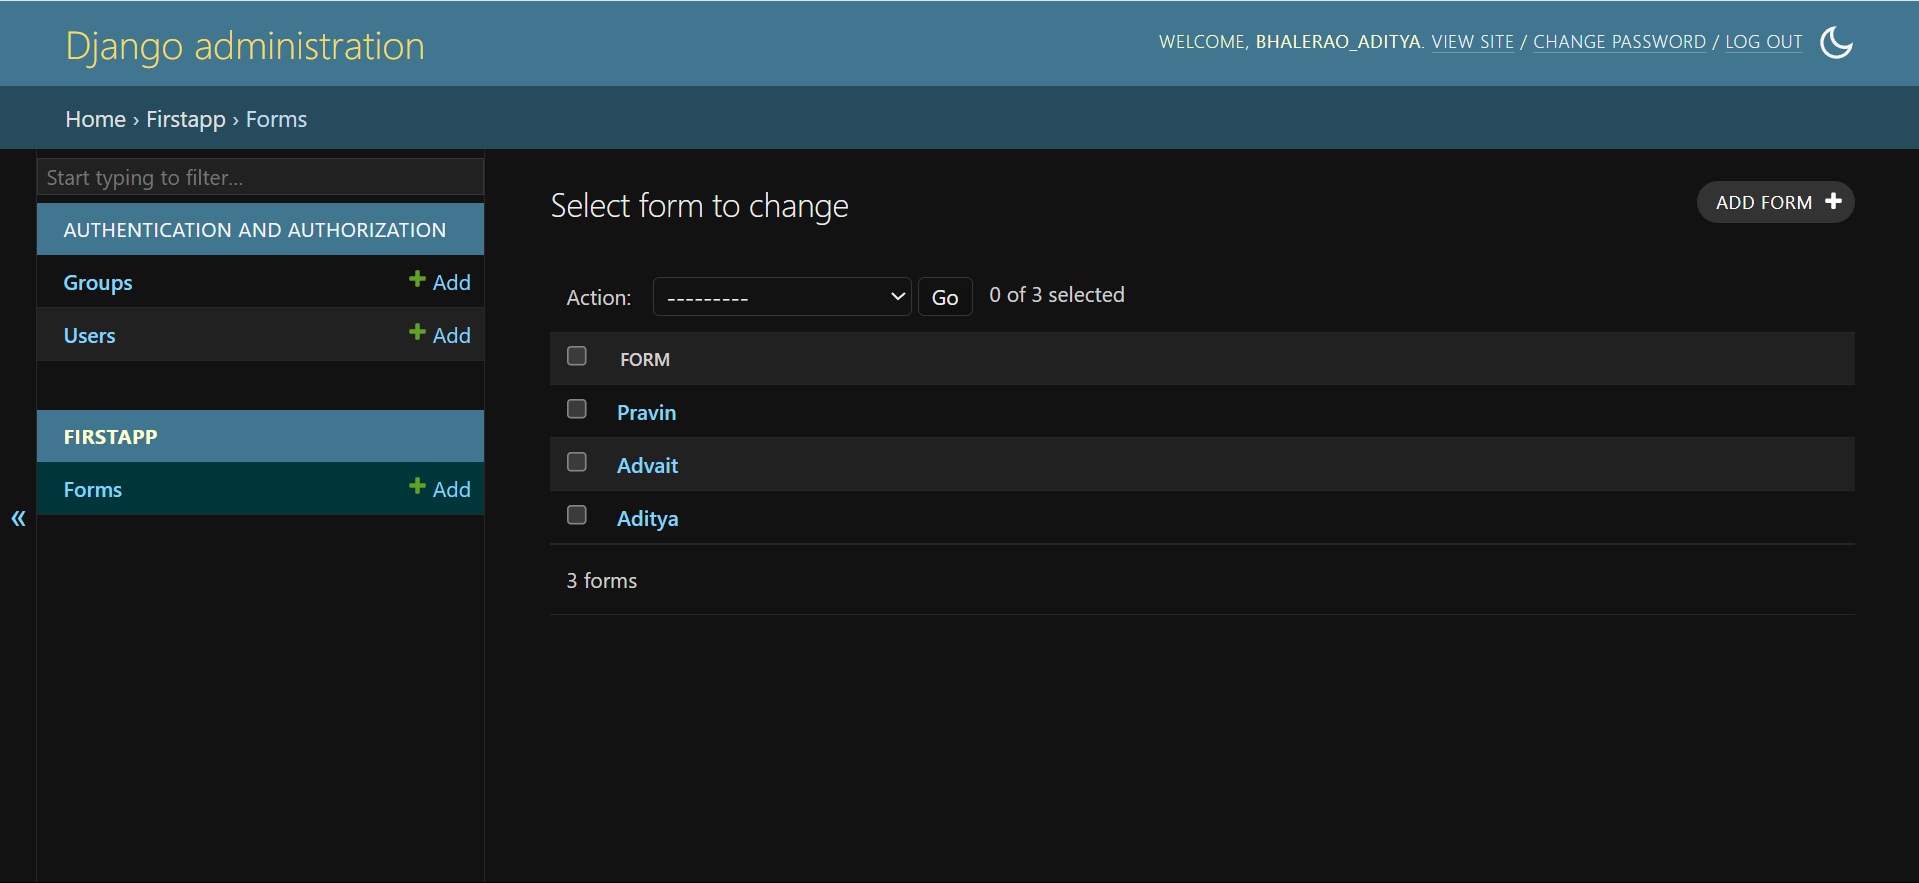 Django administration
WELCOME, BHALERAO_ADITYA. VIEW SITE / CHANGE PASSWORD / LOG OUT
Home › Firstapp › Forms
Start typing to filter...
AUTHENTICATION AND AUTHORIZATION
Groups + Add
Users + Add
FIRSTAPP
Forms + Add
«
Select form to change
ADD FORM +
Action: --------- Go 0 of 3 selected
FORM
Pravin
Advait
Aditya
3 forms